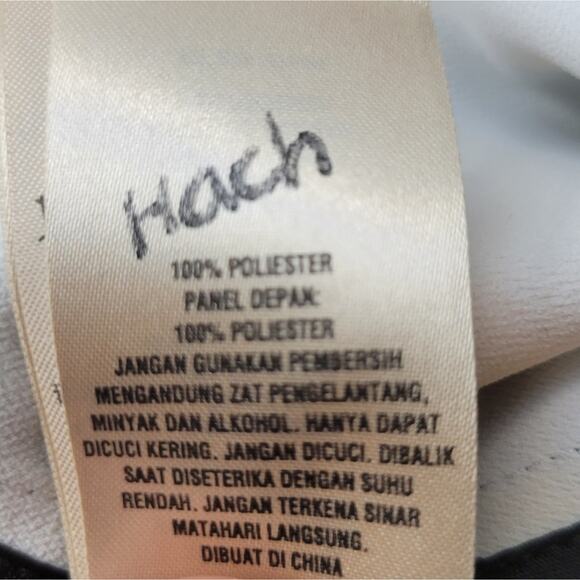 Hach
100% POLIESTER
PANEL DEPAN:
100% POLIESTER
JANGAN GUNAKAN PEMBERSIH
MENGANDUNG ZAT PENGELANTANG,
MINYAK DAN ALKOHOL. HANYA DAPAT
DICUCI KERING. JANGAN DICUCI. DIBALIK
SAAT DISETERIKA DENGAN SUHU
RENDAH. JANGAN TERKENA SINAR
MATAHARI LANGSUNG.
DIBUAT DI CHINA